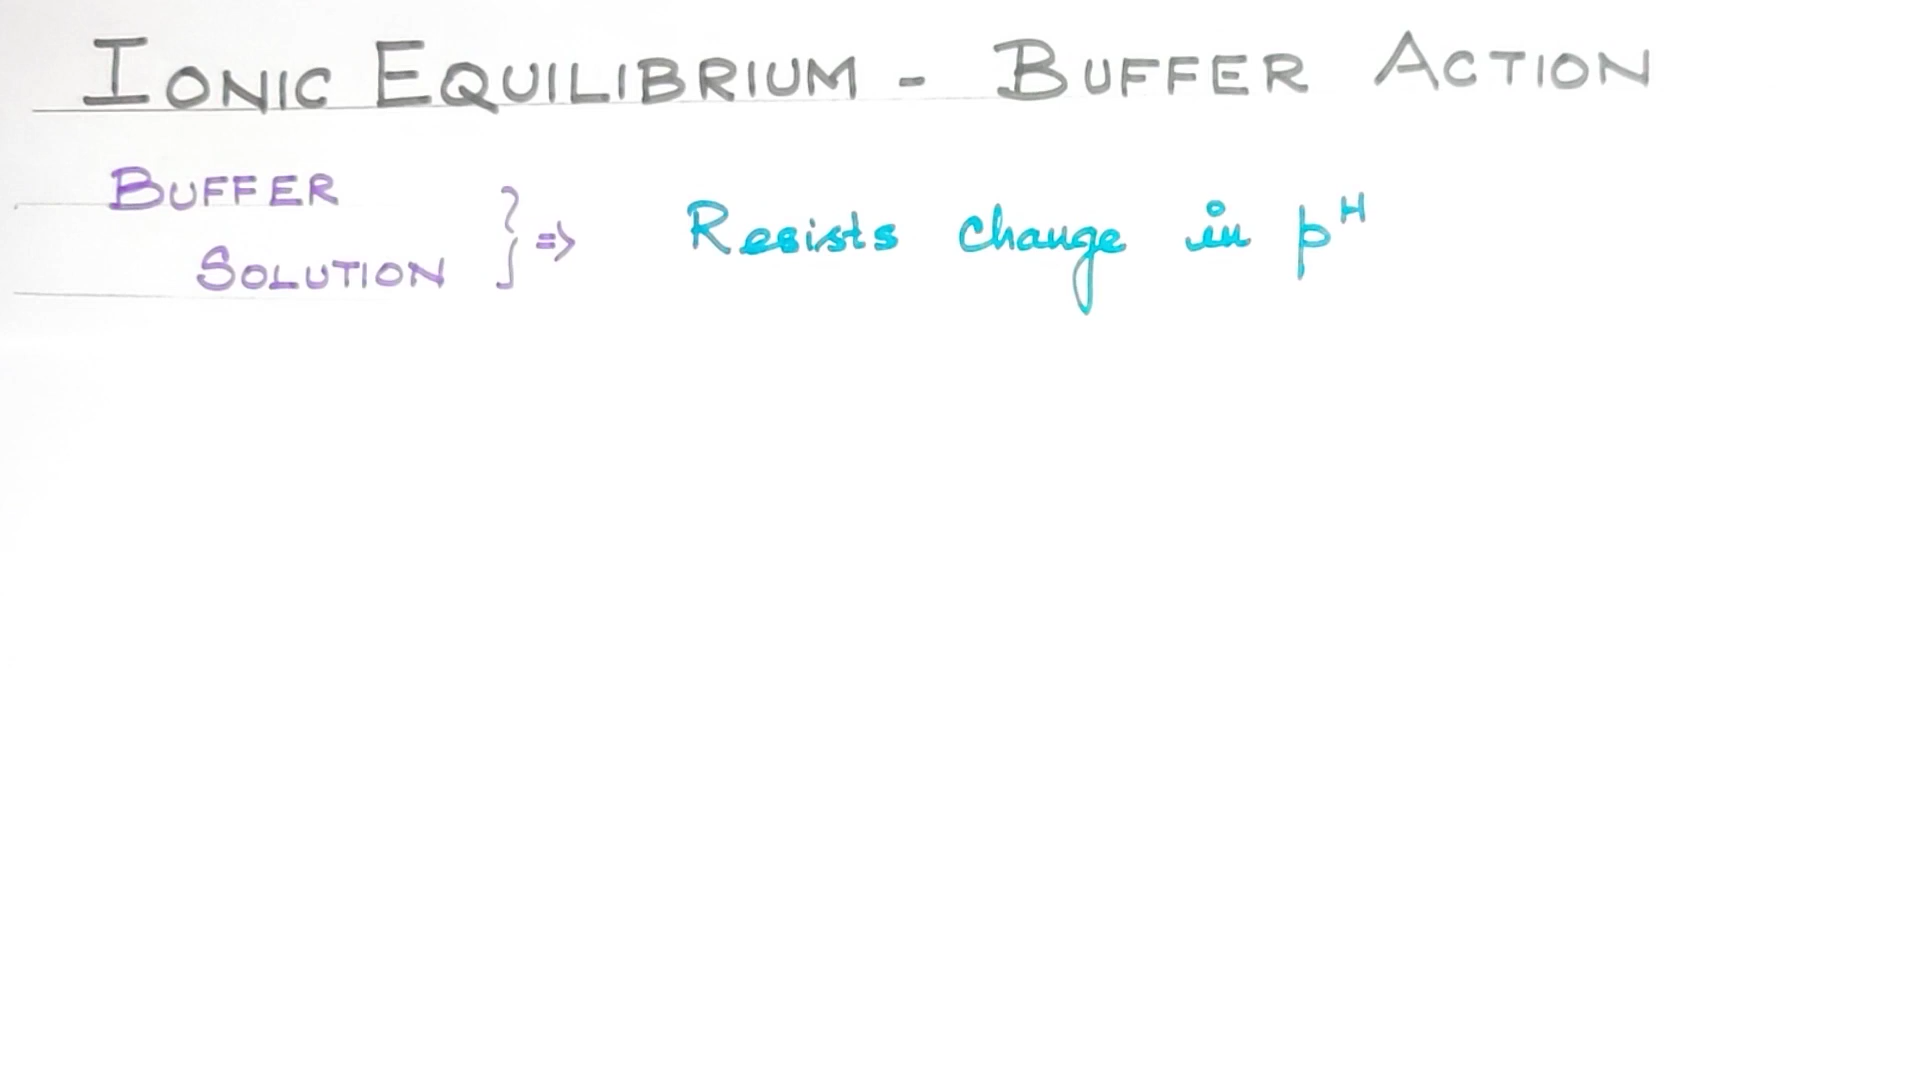 IONIC EQUILIBRIUM - BUFFER ACTION
BUFFER
SOLUTION } => Resists change in pᴴ